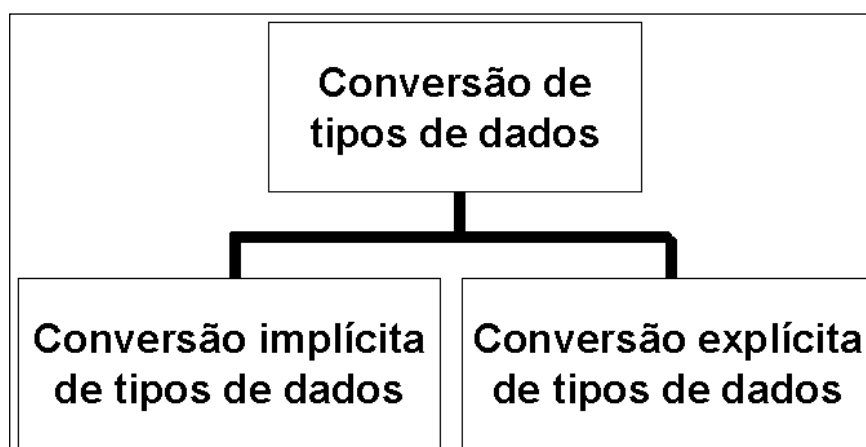 Conversão de
tipos de dados
Conversão implícita
de tipos de dados
Conversão explícita
de tipos de dados